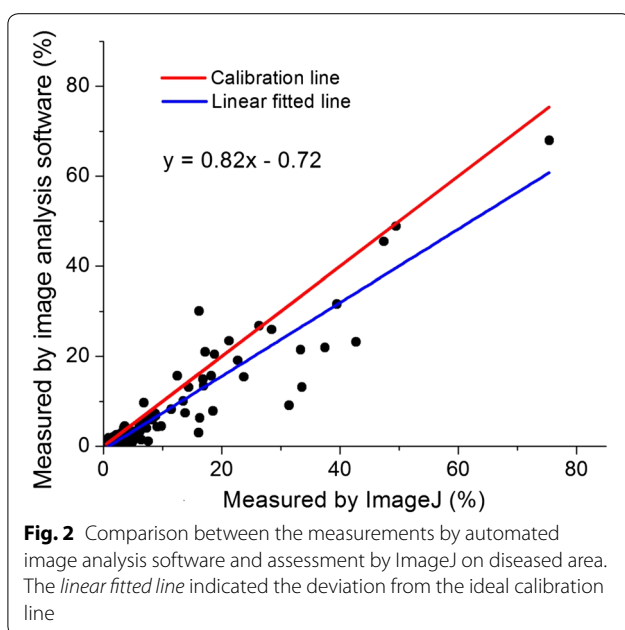 Measured by image analysis software (%)
80
60
40
20
0
Calibration line
Linear fitted line
y = 0.82x - 0.72
0 20 40 60 80
Measured by ImageJ (%)
Fig. 2 Comparison between the measurements by automated
image analysis software and assessment by ImageJ on diseased area.
The linear fitted line indicated the deviation from the ideal calibration
line